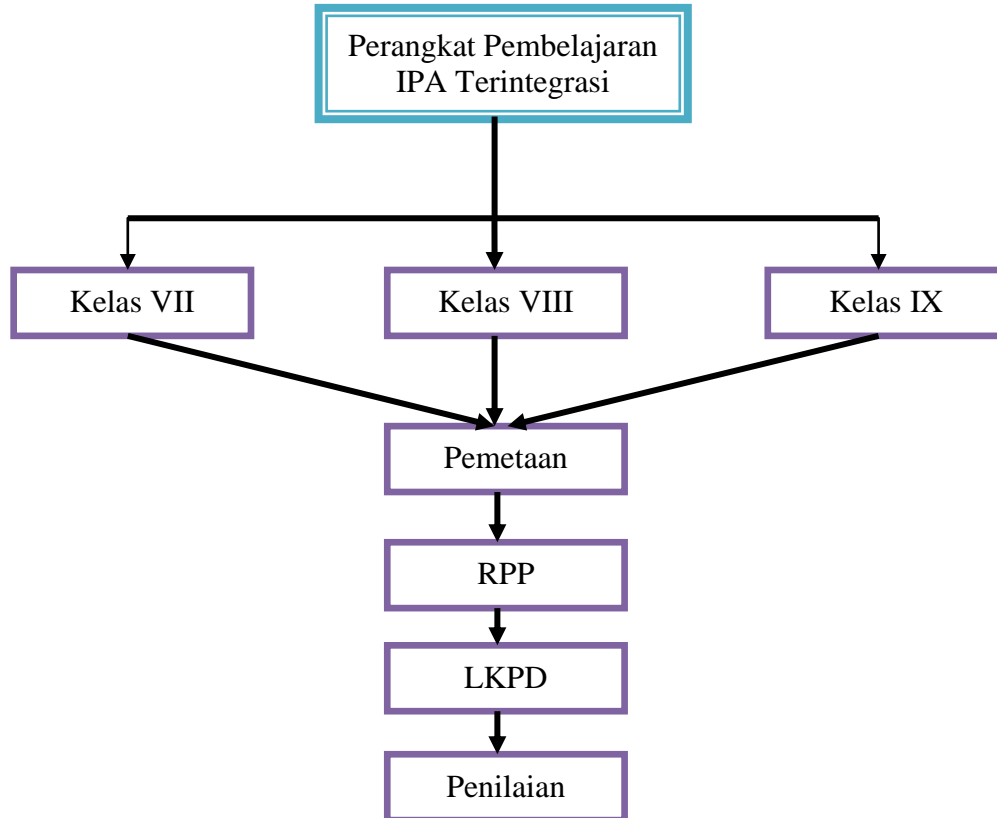 Perangkat Pembelajaran
IPA Terintegrasi
Kelas VII
Kelas VIII
Kelas IX
Pemetaan
RPP
LKPD
Penilaian